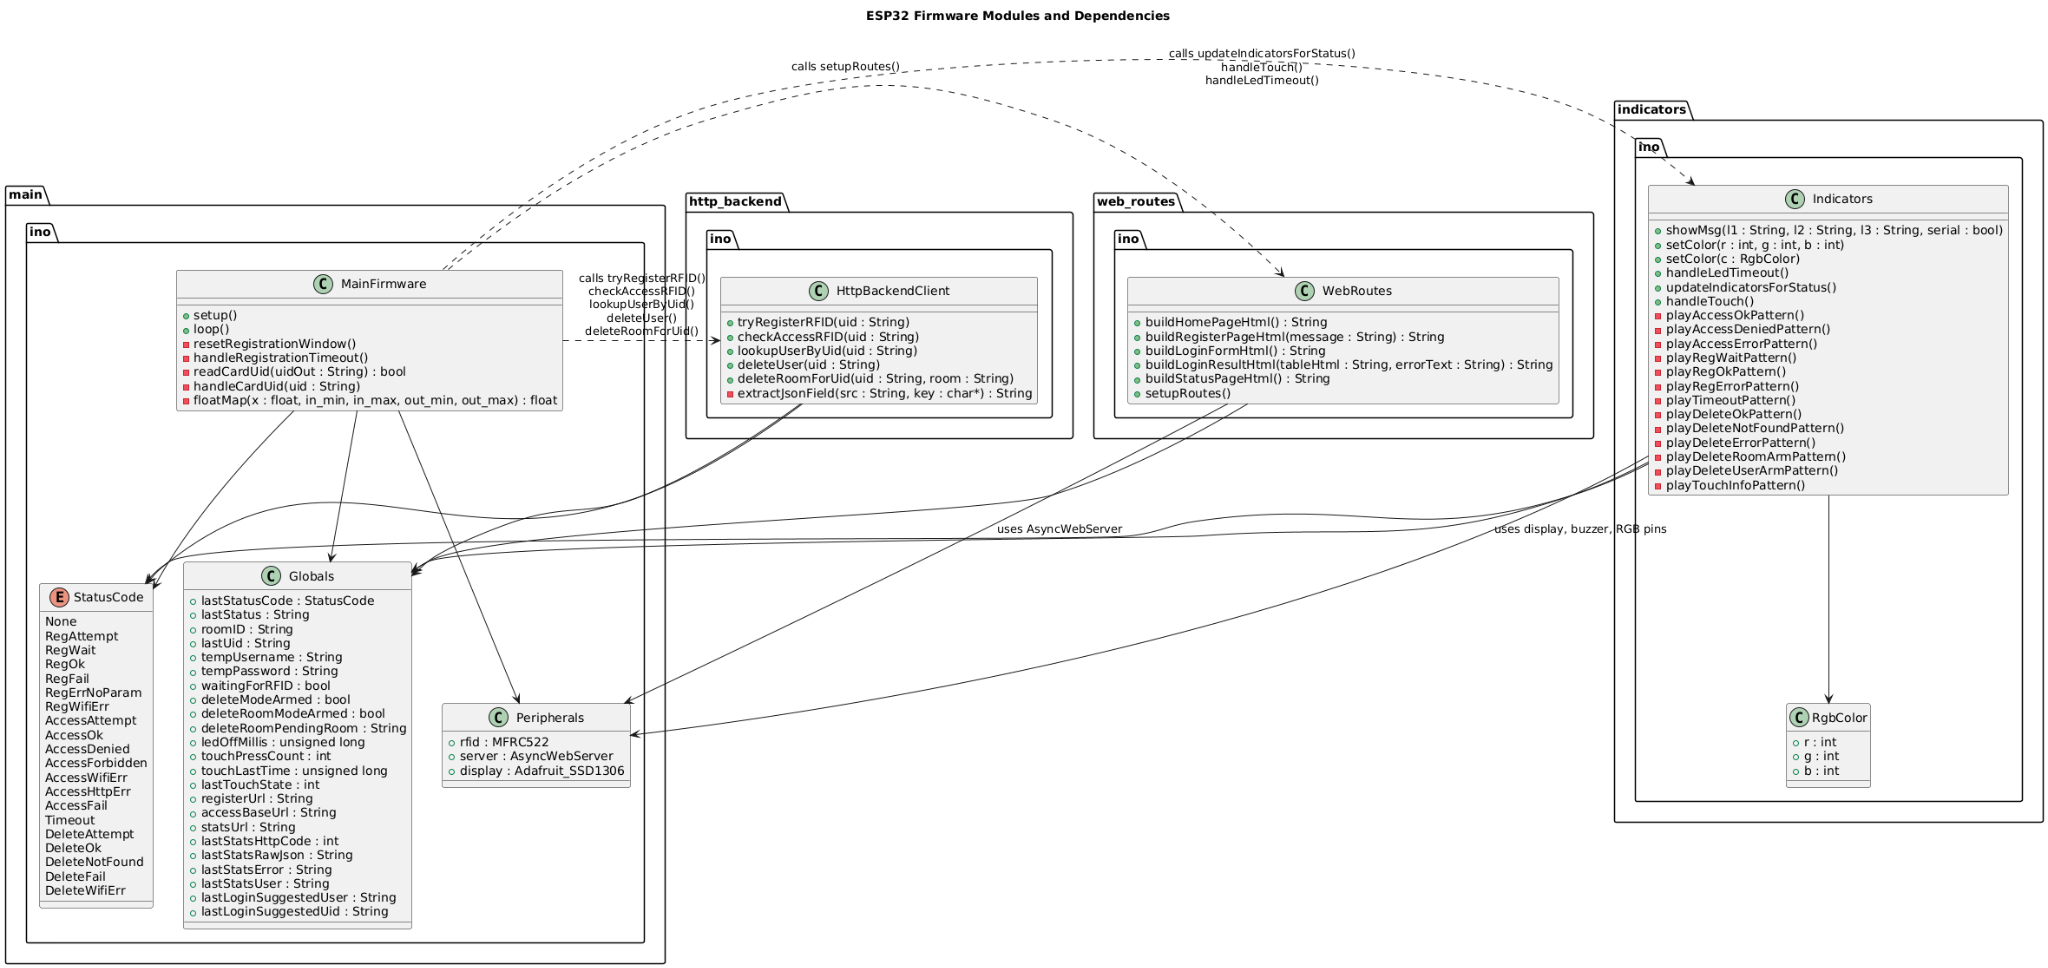 ESP32 Firmware Modules and Dependencies
calls setupRoutes()
calls updateIndicatorsForStatus()
handleTouch()
handleLedTimeout()
main
ino
C MainFirmware
setup()
loop()
resetRegistrationWindow()
handleRegistrationTimeout()
readCardUid(uidOut : String) : bool
handleCardUid(uid : String)
floatMap(x : float, in_min, in_max, out_min, out_max) : float
calls tryRegisterRFID()
checkAccessRFID()
lookupUserByUid()
deleteUser()
deleteRoomForUid()
http_backend
ino
C HttpBackendClient
tryRegisterRFID(uid : String)
checkAccessRFID(uid : String)
lookupUserByUid(uid : String)
deleteUser(uid : String)
deleteRoomForUid(uid : String, room : String)
extractJsonField(src : String, key : char*) : String
web_routes
ino
C WebRoutes
buildHomePageHtml() : String
buildRegisterPageHtml(message : String) : String
buildLoginFormHtml() : String
buildLoginResultHtml(tableHtml : String, errorText : String) : String
buildStatusPageHtml() : String
setupRoutes()
indicators
ino
C Indicators
showMsg(l1 : String, l2 : String, l3 : String, serial : bool)
setColor(r : int, g : int, b : int)
setColor(c : RgbColor)
handleLedTimeout()
updateIndicatorsForStatus()
handleTouch()
playAccessOkPattern()
playAccessDeniedPattern()
playAccessErrorPattern()
playRegWaitPattern()
playRegOkPattern()
playRegErrorPattern()
playTimeoutPattern()
playDeleteOkPattern()
playDeleteNotFoundPattern()
playDeleteErrorPattern()
playDeleteRoomArmPattern()
playDeleteUserArmPattern()
playTouchInfoPattern()
uses AsyncWebServer
uses display, buzzer, RGB pins
E StatusCode
None
RegAttempt
RegWait
RegOk
RegFail
RegErrNoParam
RegWifiErr
AccessAttempt
AccessOk
AccessDenied
AccessForbidden
AccessWifiErr
AccessHttpErr
AccessFail
Timeout
DeleteAttempt
DeleteOk
DeleteNotFound
DeleteFail
DeleteWifiErr
C Globals
lastStatusCode : StatusCode
lastStatus : String
roomID : String
lastUid : String
tempUsername : String
tempPassword : String
waitingForRFID : bool
deleteModeArmed : bool
deleteRoomModeArmed : bool
deleteRoomPendingRoom : String
ledOffMillis : unsigned long
touchPressCount : int
touchLastTime : unsigned long
lastTouchState : int
registerUrl : String
accessBaseUrl : String
statsUrl : String
lastStatsHttpCode : int
lastStatsRawJson : String
lastStatsError : String
lastStatsUser : String
lastLoginSuggestedUser : String
lastLoginSuggestedUid : String
C Peripherals
rfid : MFRC522
server : AsyncWebServer
display : Adafruit_SSD1306
C RgbColor
r : int
g : int
b : int